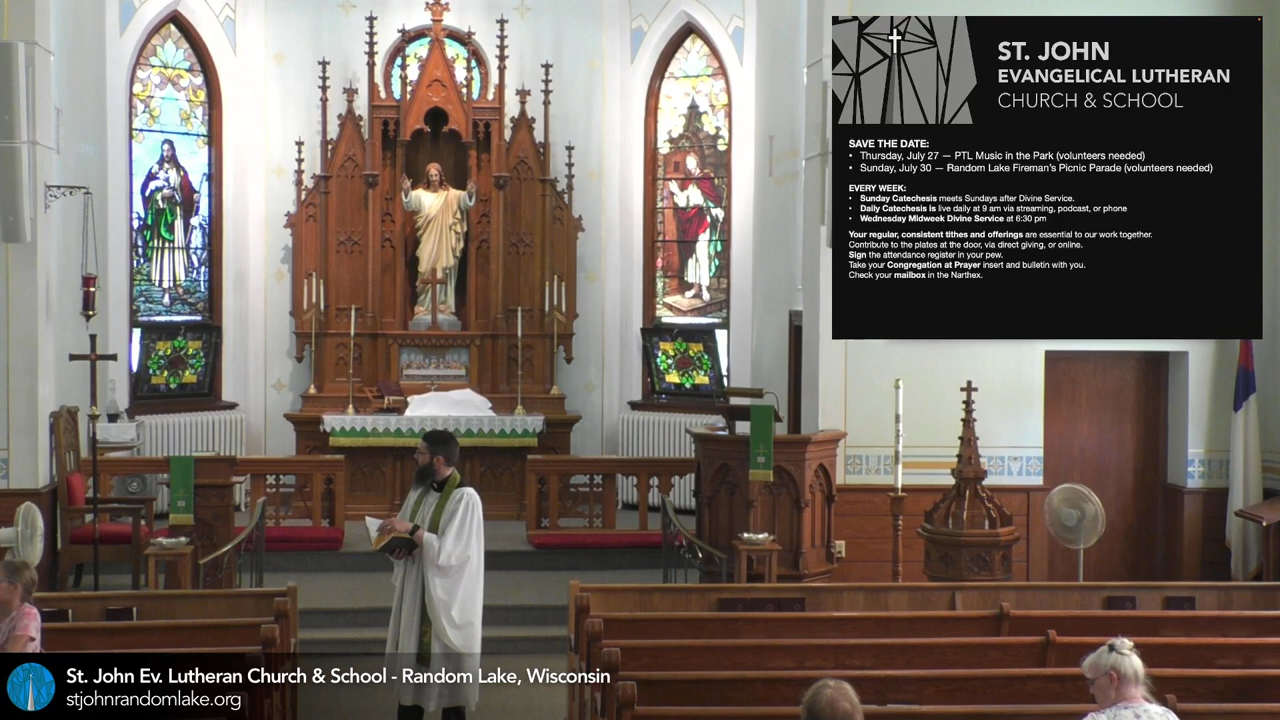 ST. JOHN
EVANGELICAL LUTHERAN
CHURCH & SCHOOL
SAVE THE DATE:
• Thursday, July 27 — PTL Music in the Park (volunteers needed)
• Sunday, July 30 — Random Lake Fireman's Picnic Parade (volunteers needed)
EVERY WEEK:
• Sunday Catechesis meets Sundays after Divine Service.
• Daily Catechesis is live daily at 9 am via streaming, podcast, or phone
• Wednesday Midweek Divine Service at 6:30 pm
Your regular, consistent tithes and offerings are essential to our work together.
Contribute to the plates at the door, via direct giving, or online.
Sign the attendance register in your pew.
Take your Congregation at Prayer insert and bulletin with you.
Check your mailbox in the Narthex.
St. John Ev. Lutheran Church & School - Random Lake, Wisconsin
stjohnrandomlake.org